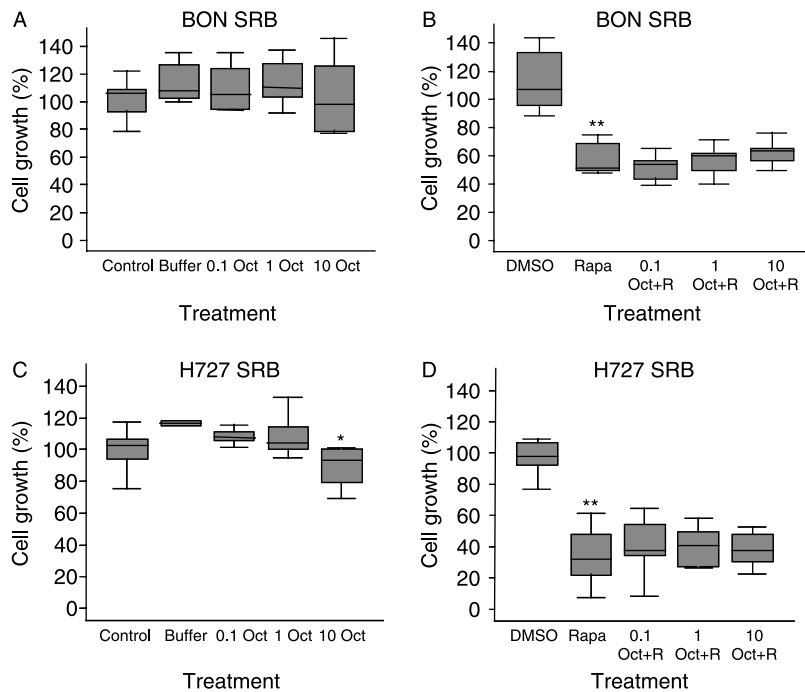 A
BON SRB
Cell growth (%)
140
120
100
80
60
40
20
0
Control Buffer 0.1 Oct 1 Oct 10 Oct
Treatment
B
BON SRB
Cell growth (%)
140
120
100
80
60
40
20
0
**
DMSO Rapa 0.1 1 10
Oct+R Oct+R Oct+R
Treatment
C
H727 SRB
Cell growth (%)
140
120
100
80
60
40
20
0
*
Control Buffer 0.1 Oct 1 Oct 10 Oct
Treatment
D
H727 SRB
Cell growth (%)
140
120
100
80
60
40
20
0
**
DMSO Rapa 0.1 1 10
Oct+R Oct+R Oct+R
Treatment